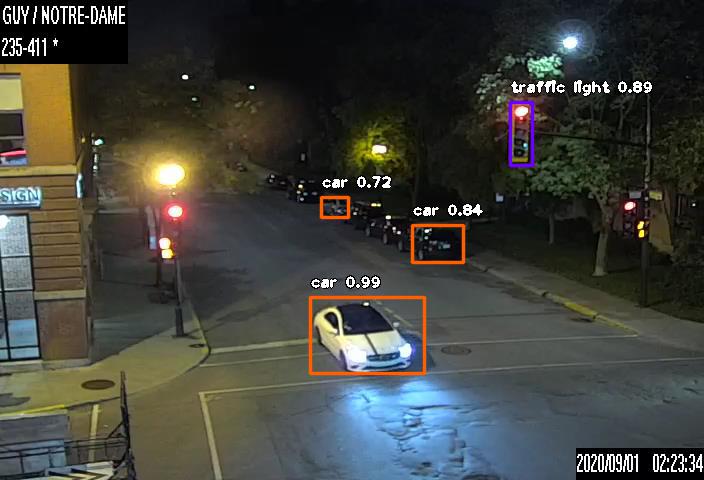 GUY / NOTRE-DAME
235-411 *
traffic light 0.89
car 0.72
SIGN
car 0.84
car 0.99
2020/09/01 02:23:34